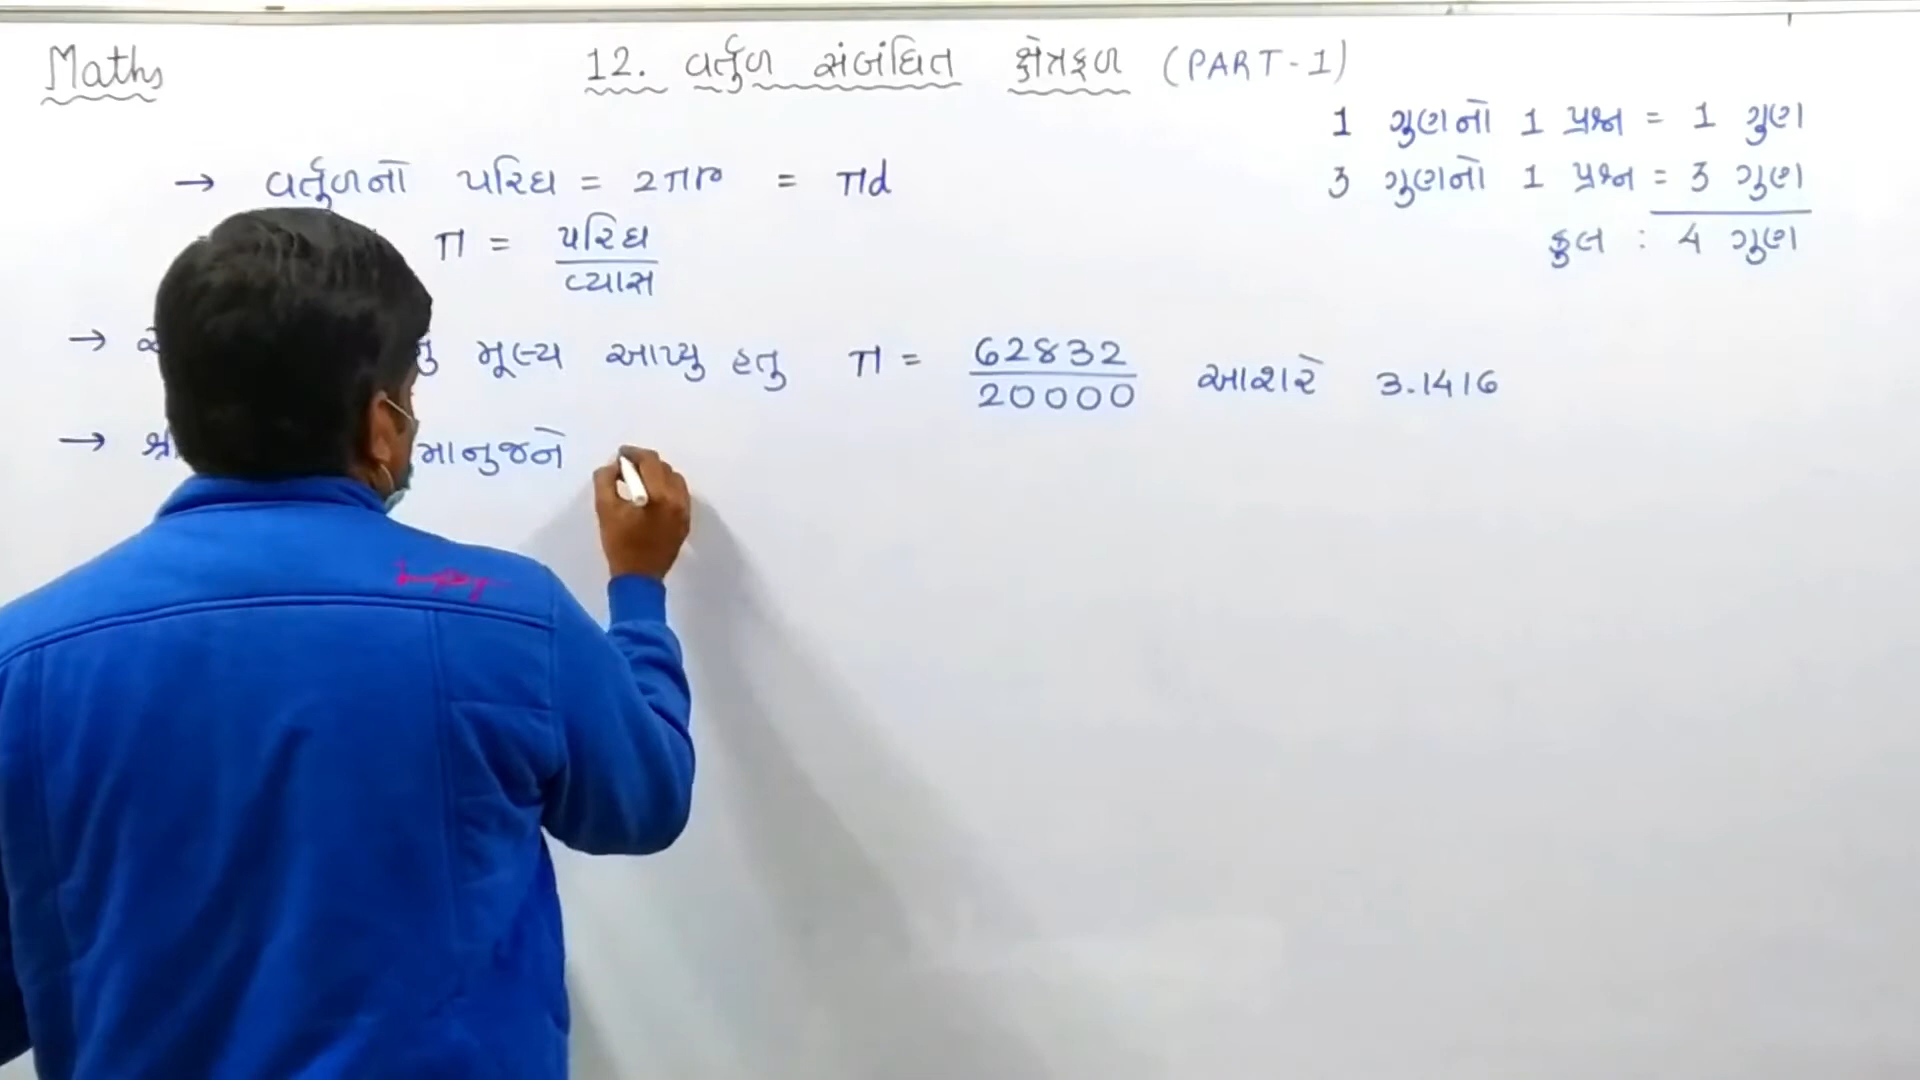 Maths
12. વર્તુળ સંબંધિત ક્ષેત્રફળ (PART-1)
1 ગુણનો 1 પ્રશ્ન = 1 ગુણ
3 ગુણનો 1 પ્રશ્ન = 3 ગુણ
કુલ : 4 ગુણ
→ વર્તુળનો પરિઘ = 2πr = πd
π = પરિઘ / વ્યાસ
→ મૂલ્ય આપ્યુ હતુ π = 62832 / 20000 આશરે 3.1416
→ માનુજને